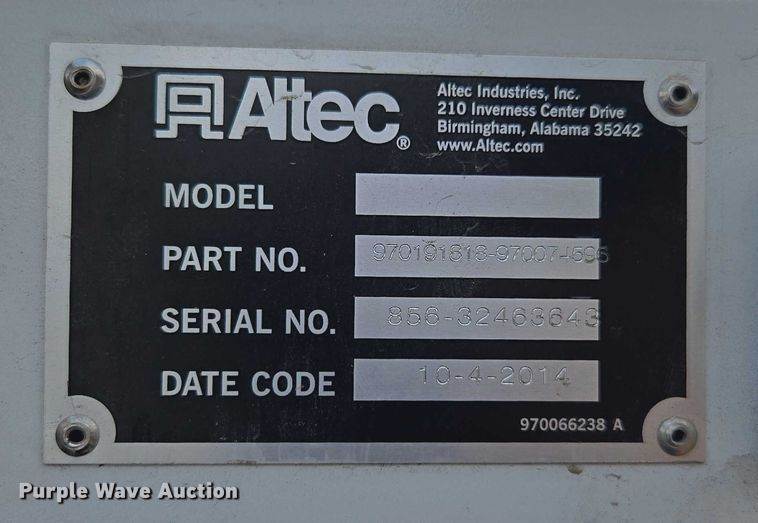 Altec®
Altec Industries, Inc.
210 Inverness Center Drive
Birmingham, Alabama 35242
www.Altec.com
MODEL
PART NO.
SERIAL NO. 856-32463643
DATE CODE 10-4-2014
970066238 A
Purple Wave Auction